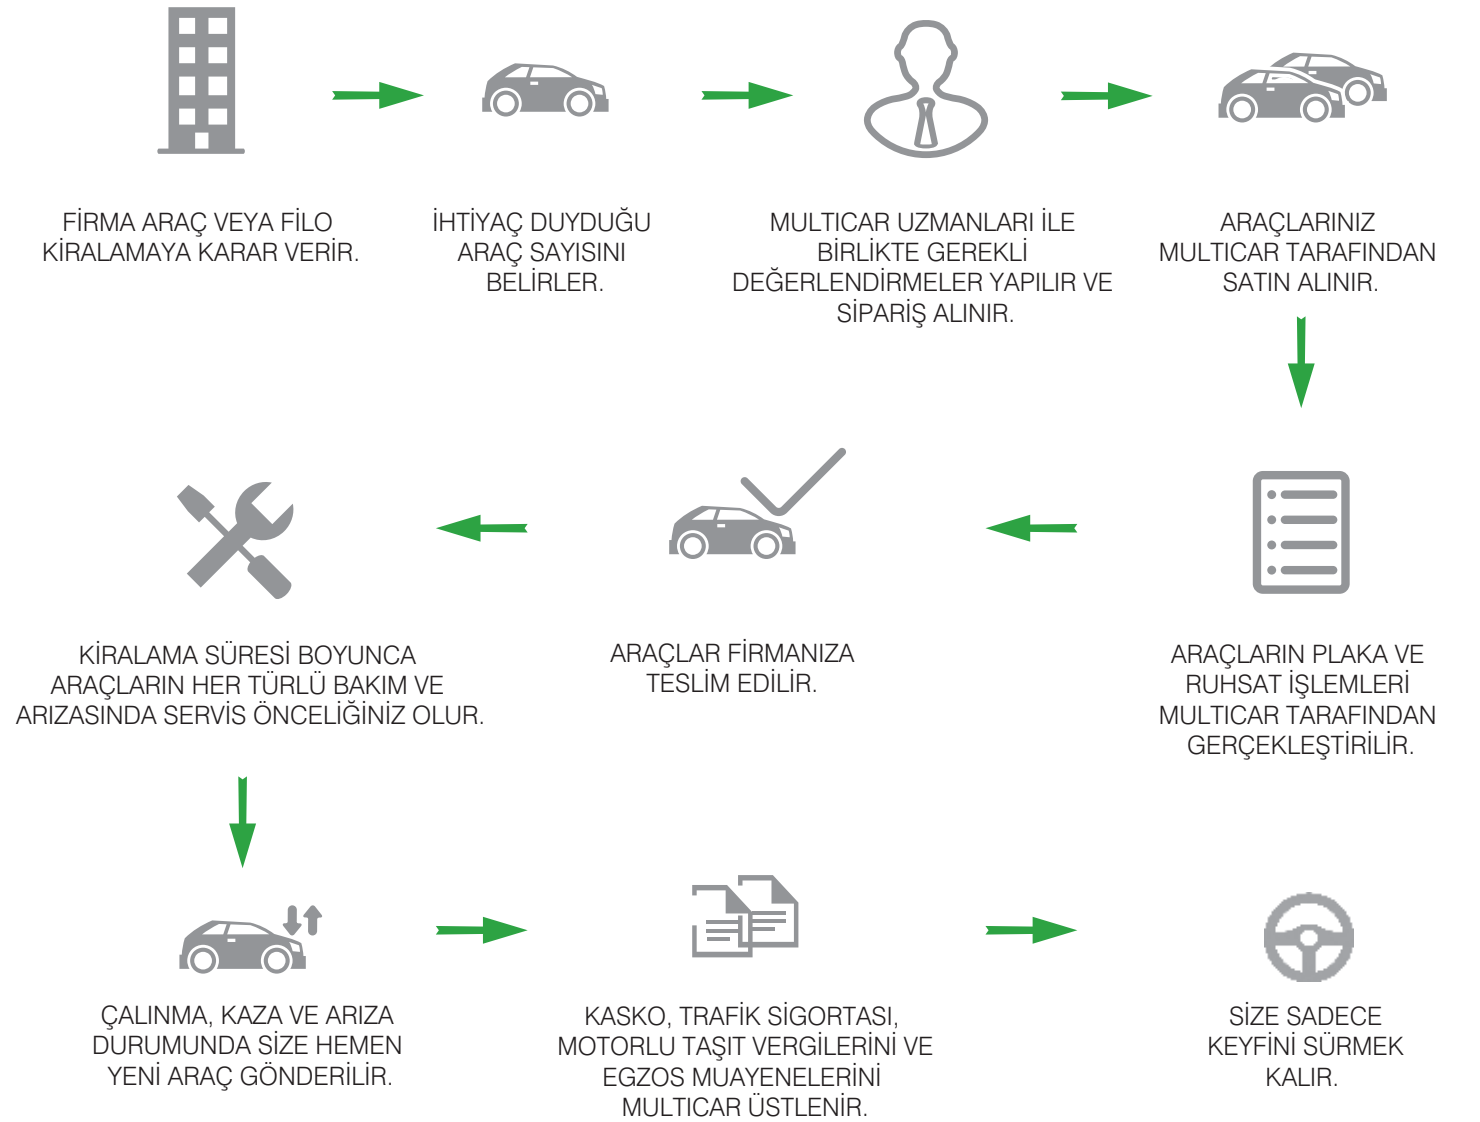 FİRMA ARAÇ VEYA FİLO
KİRALAMAYA KARAR VERİR.
İHTİYAÇ DUYDUĞU
ARAÇ SAYISINI
BELİRLER.
MULTICAR UZMANLARI İLE
BİRLİKTE GEREKLİ
DEĞERLENDİRMELER YAPILIR VE
SİPARİŞ ALINIR.
ARAÇLARINIZ
MULTICAR TARAFINDAN
SATIN ALINIR.
ARAÇLARIN PLAKA VE
RUHSAT İŞLEMLERİ
MULTICAR TARAFINDAN
GERÇEKLEŞTİRİLİR.
ARAÇLAR FİRMANIZA
TESLİM EDİLİR.
KİRALAMA SÜRESİ BOYUNCA
ARAÇLARIN HER TÜRLÜ BAKIM VE
ARIZASINDA SERVİS ÖNCELİĞİNİZ OLUR.
ÇALINMA, KAZA VE ARIZA
DURUMUNDA SİZE HEMEN
YENİ ARAÇ GÖNDERİLİR.
KASKO, TRAFİK SİGORTASI,
MOTORLU TAŞIT VERGİLERİNİ VE
EGZOS MUAYENELERİNİ
MULTICAR ÜSTLENİR.
SİZE SADECE
KEYFİNİ SÜRMEK
KALIR.